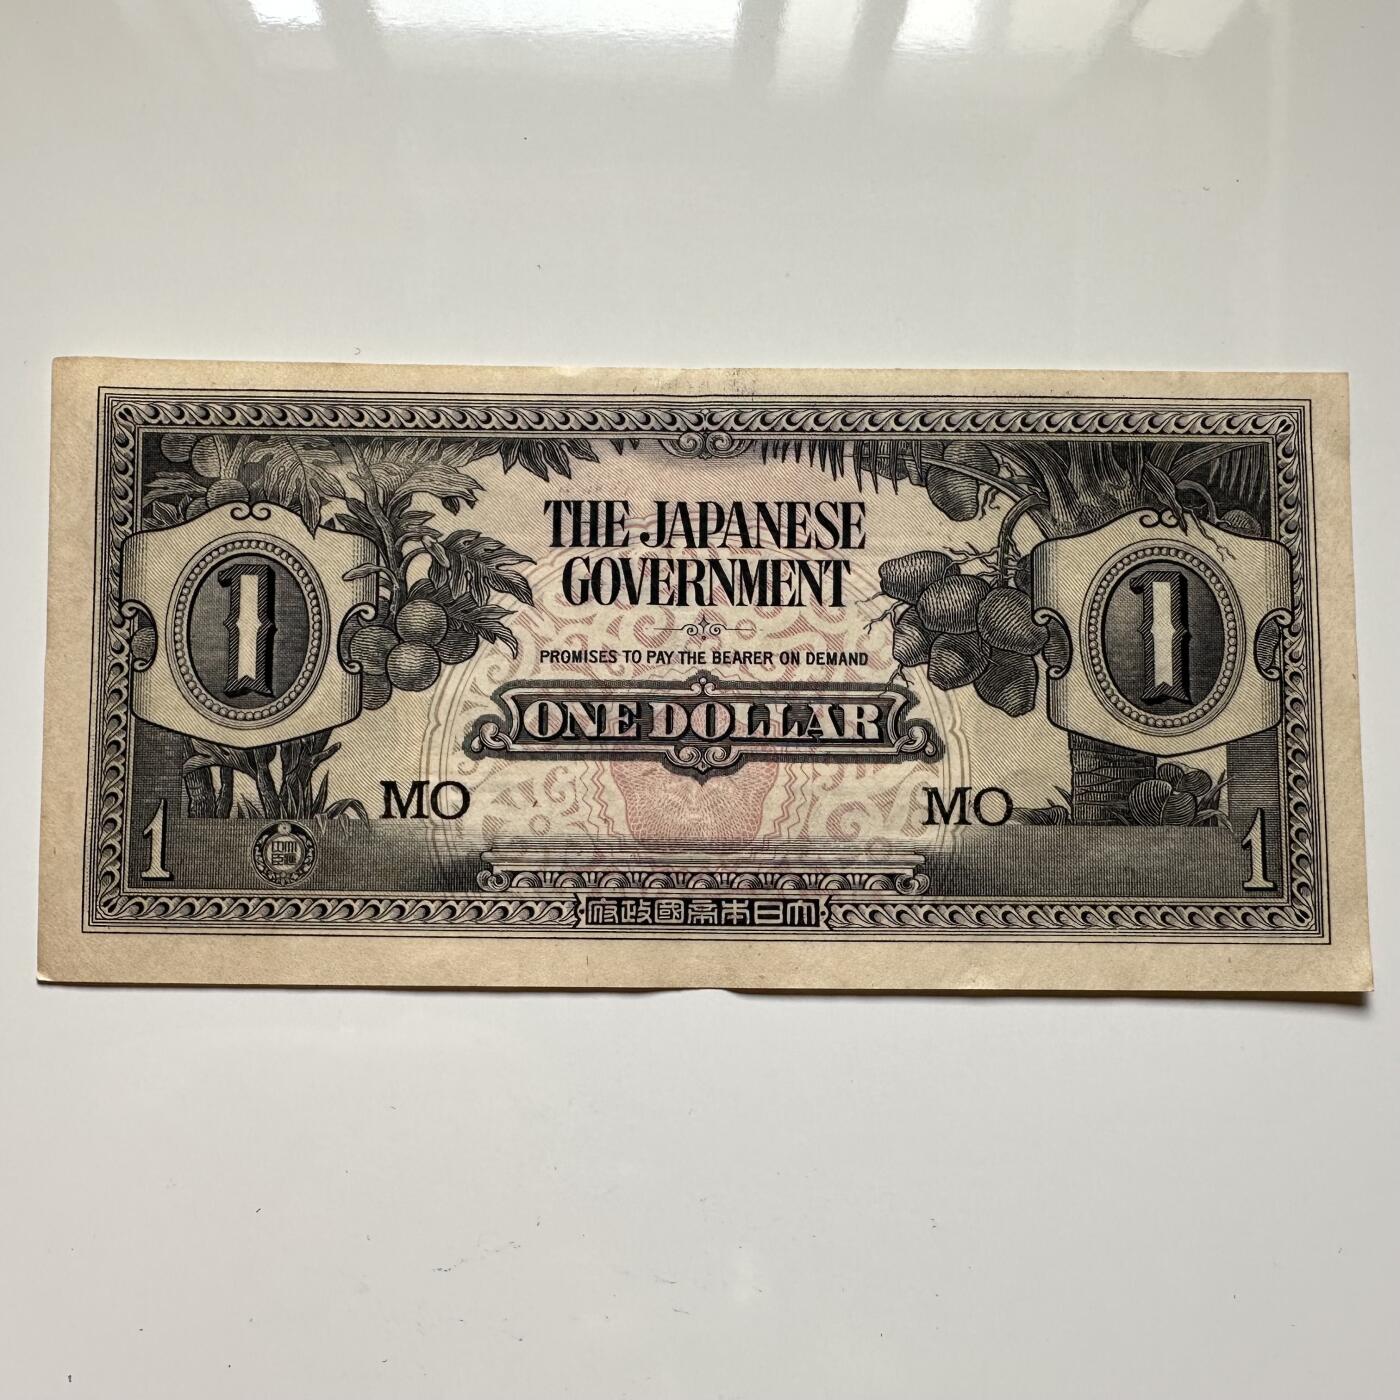 THE JAPANESE
GOVERNMENT
PROMISES TO PAY THE BEARER ON DEMAND
1
1
ONE DOLLAR
MO
MO
1
1
府政國帝本日大